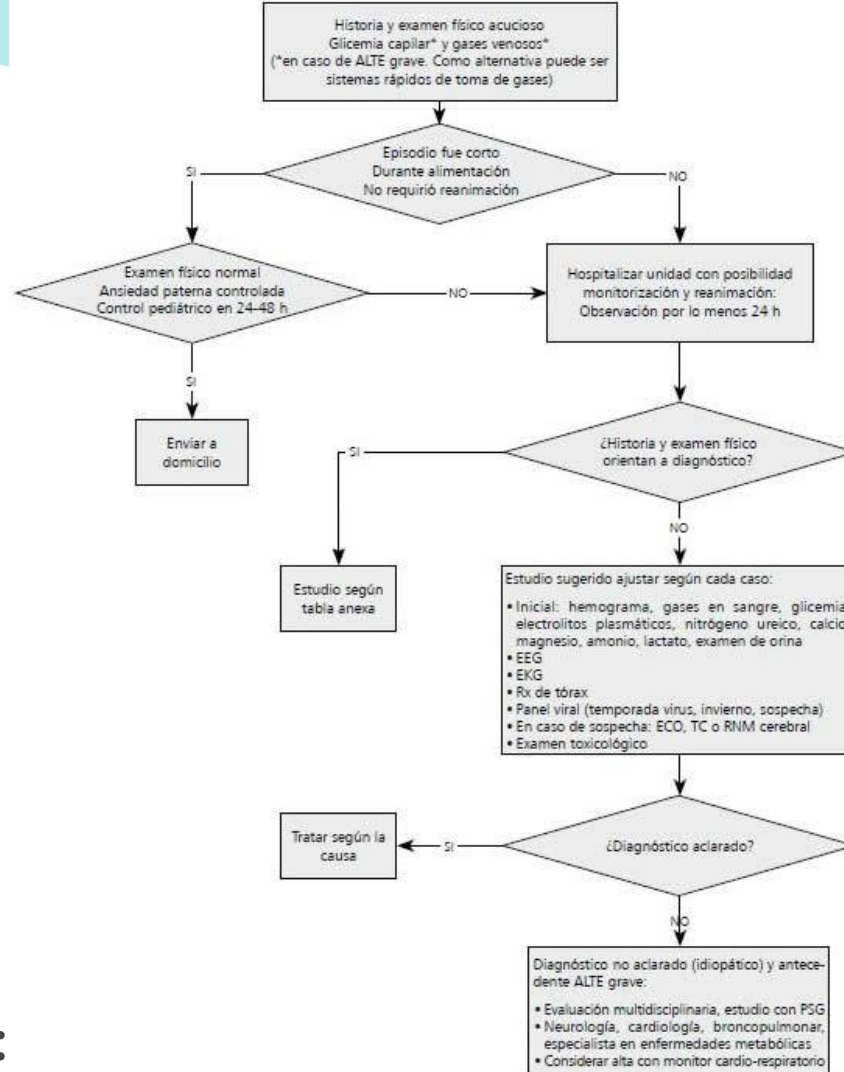 Historia y examen físico acucioso
Glicemia capilar* y gases venosos*
(*en caso de ALTE grave. Como alternativa puede ser
sistemas rápidos de toma de gases)
Episodio fue corto
Durante alimentación
No requirió reanimación
SI
NO
Examen físico normal
Ansiedad paterna controlada
Control pediátrico en 24-48 h
NO
Hospitalizar unidad con posibilidad
monitorización y reanimación:
Observación por lo menos 24 h
SI
Enviar a
domicilio
¿Historia y examen físico
orientan a diagnóstico?
SI
NO
Estudio según
tabla anexa
Estudio sugerido ajustar según cada caso:
• Inicial: hemograma, gases en sangre, glicemia
electrolitos plasmáticos, nitrógeno ureico, calcio
magnesio, amonio, lactato, examen de orina
• EEG
• EKG
• Rx de tórax
• Panel viral (temporada virus, invierno, sospecha)
• En caso de sospecha: ECO, TC o RNM cerebral
• Examen toxicológico
¿Diagnóstico aclarado?
SI
Tratar según la
causa
NO
Diagnóstico no aclarado (idiopático) y antece-
dente ALTE grave:
• Evaluación multidisciplinaria, estudio con PSG
• Neurología, cardiología, broncopulmonar,
especialista en enfermedades metabólicas
• Considerar alta con monitor cardio-respiratorio
: